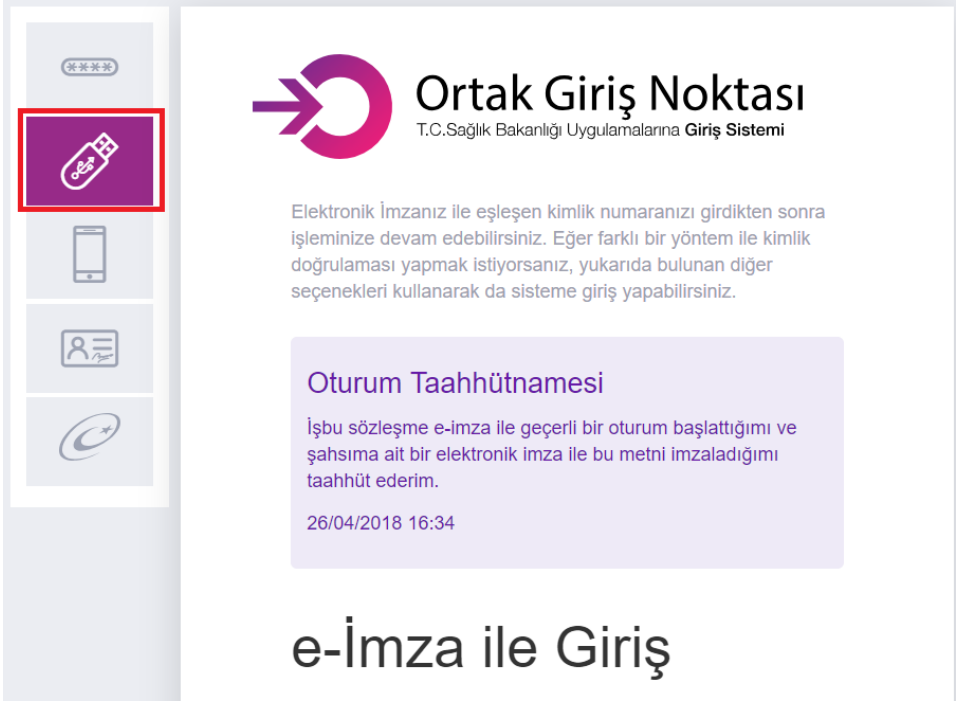 (****)
Ortak Giriş Noktası
T.C.Sağlık Bakanlığı Uygulamalarına Giriş Sistemi
Elektronik İmzanız ile eşleşen kimlik numaranızı girdikten sonra
işleminize devam edebilirsiniz. Eğer farklı bir yöntem ile kimlik
doğrulaması yapmak istiyorsanız, yukarıda bulunan diğer
seçenekleri kullanarak da sisteme giriş yapabilirsiniz.
Oturum Taahhütnamesi
İşbu sözleşme e-imza ile geçerli bir oturum başlattığımı ve
şahsıma ait bir elektronik imza ile bu metni imzaladığımı
taahhüt ederim.
26/04/2018 16:34
e-İmza ile Giriş